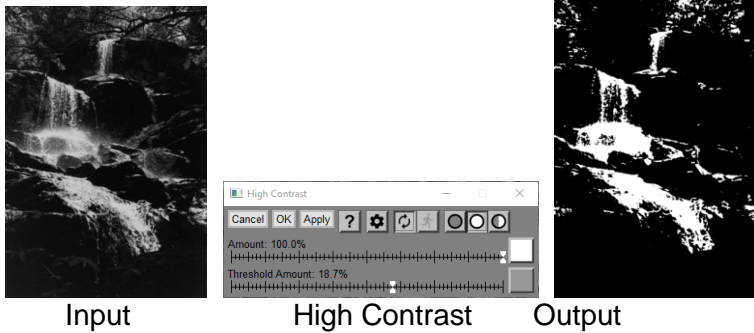 High Contrast
Cancel OK Apply ?
Amount: 100.0%
Threshold Amount: 18.7%
Input High Contrast Output